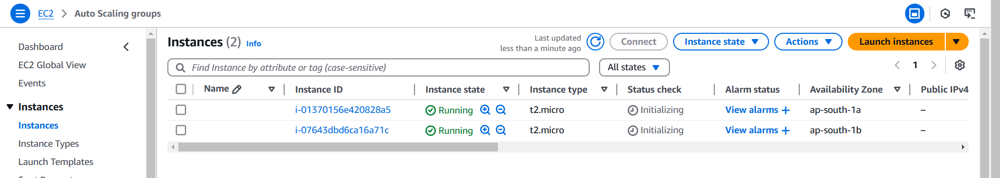 EC2 > Auto Scaling groups
Dashboard
EC2 Global View
Events
Instances
Instances
Instance Types
Launch Templates
Instances (2) Info
Last updated
less than a minute ago
Connect
Instance state
Actions
Launch instances
Find Instance by attribute or tag (case-sensitive)
All states
1
Name Instance ID Instance state Instance type Status check Alarm status Availability Zone Public IPv4
i-01370156e420828a5 Running t2.micro Initializing View alarms + ap-south-1a –
i-07643dbd6ca16a71c Running t2.micro Initializing View alarms + ap-south-1b –